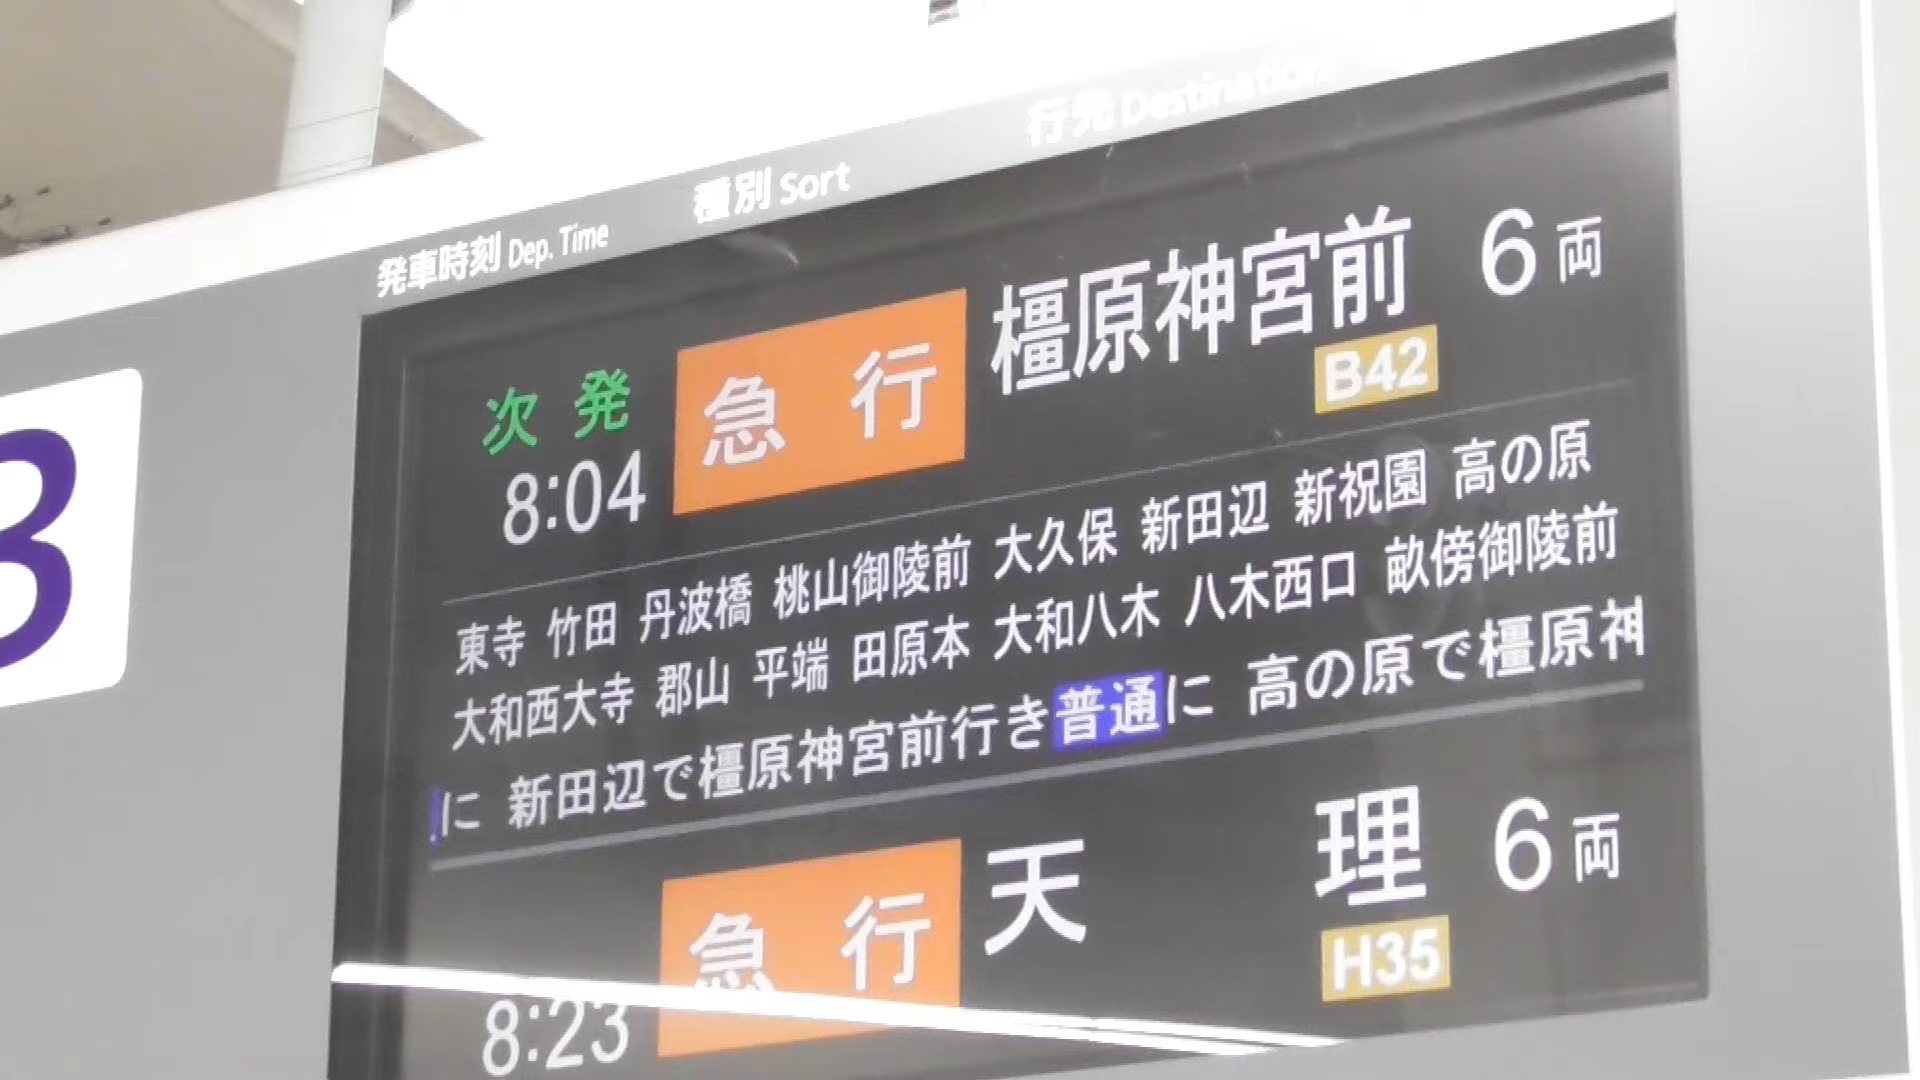 3
発車時刻 Dep. Time 種別 Sort 行先 Destination
次発 急行 橿原神宮前 6両
8:04 B42
東寺 竹田 丹波橋 桃山御陵前 大久保 新田辺 新祝園 高の原
大和西大寺 郡山 平端 田原本 大和八木 八木西口 畝傍御陵前
に 新田辺で橿原神宮前行き普通に 高の原で橿原神
急行 天理 6両
8:23 H35